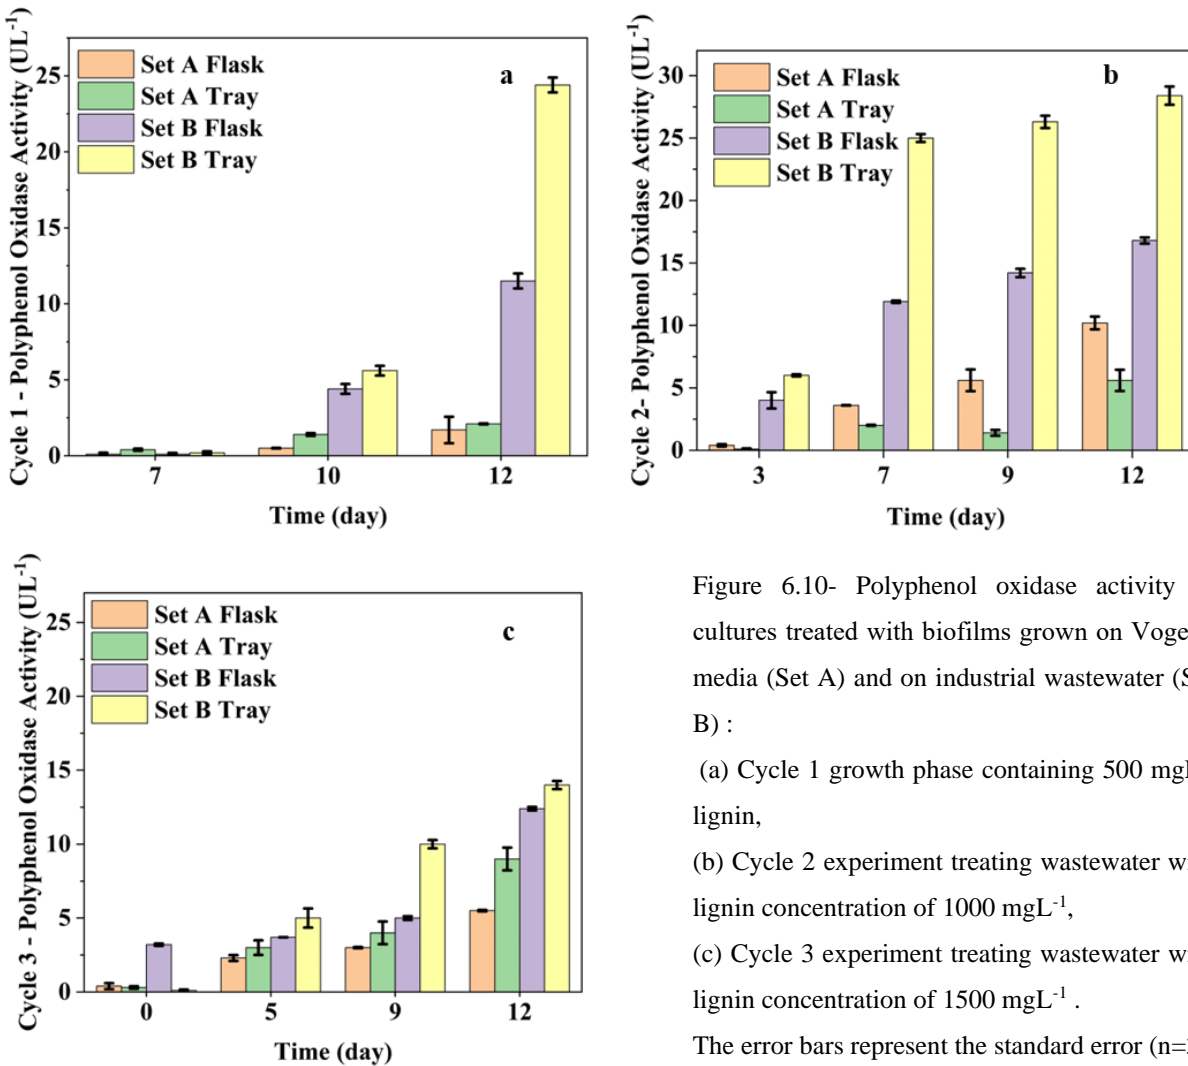 Cycle 1 - Polyphenol Oxidase Activity (UL⁻¹)
25
20
15
10
5
0
Set A Flask
Set A Tray
Set B Flask
Set B Tray
a
7 10 12
Time (day)
Cycle 2- Polyphenol Oxidase Activity (UL⁻¹)
30
25
20
15
10
5
0
Set A Flask
Set A Tray
Set B Flask
Set B Tray
b
3 7 9 12
Time (day)
Cycle 3 - Polyphenol Oxidase Activity (UL⁻¹)
25
20
15
10
5
0
Set A Flask
Set A Tray
Set B Flask
Set B Tray
c
0 5 9 12
Time (day)
Figure 6.10- Polyphenol oxidase activity
cultures treated with biofilms grown on
media (Set A) and on industrial wastewater
B) :
(a) Cycle 1 growth phase containing 500
lignin,
(b) Cycle 2 experiment treating wastewater
lignin concentration of 1000 mgL⁻¹,
(c) Cycle 3 experiment treating wastewater
lignin concentration of 1500 mgL⁻¹ .
The error bars represent the standard error